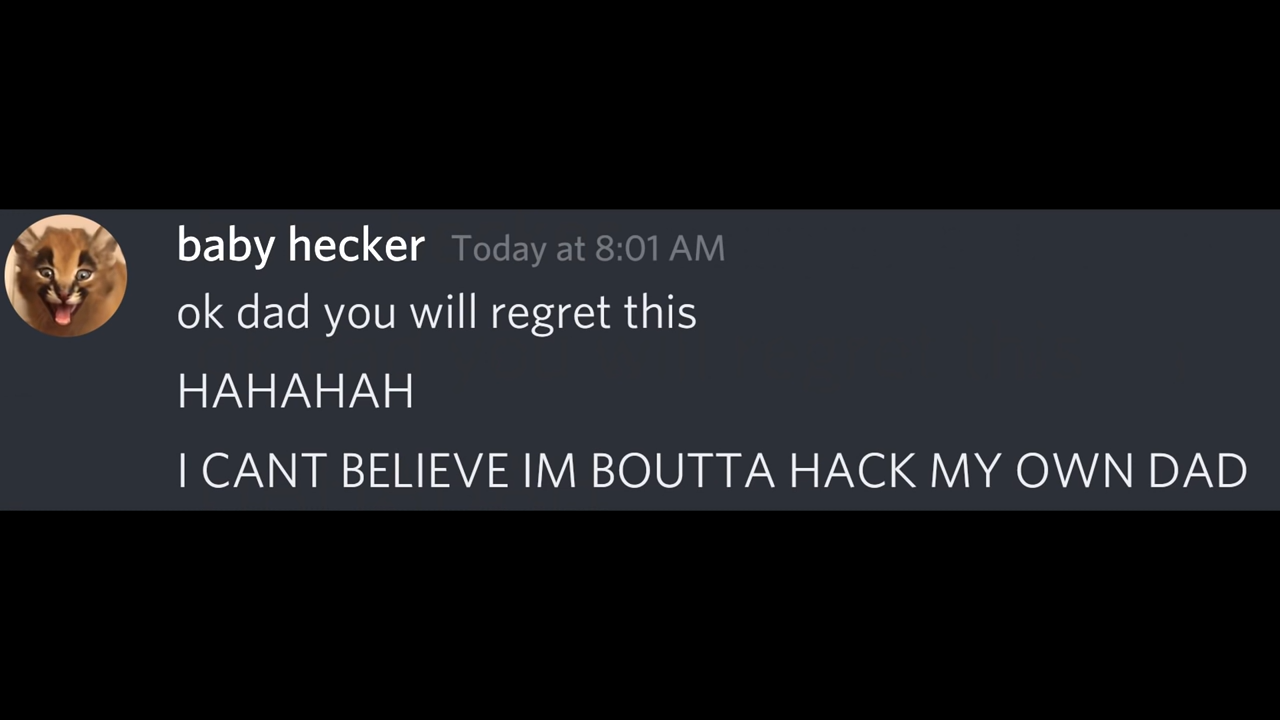 baby hecker Today at 8:01 AM
ok dad you will regret this
HAHAHAH
I CANT BELIEVE IM BOUTTA HACK MY OWN DAD